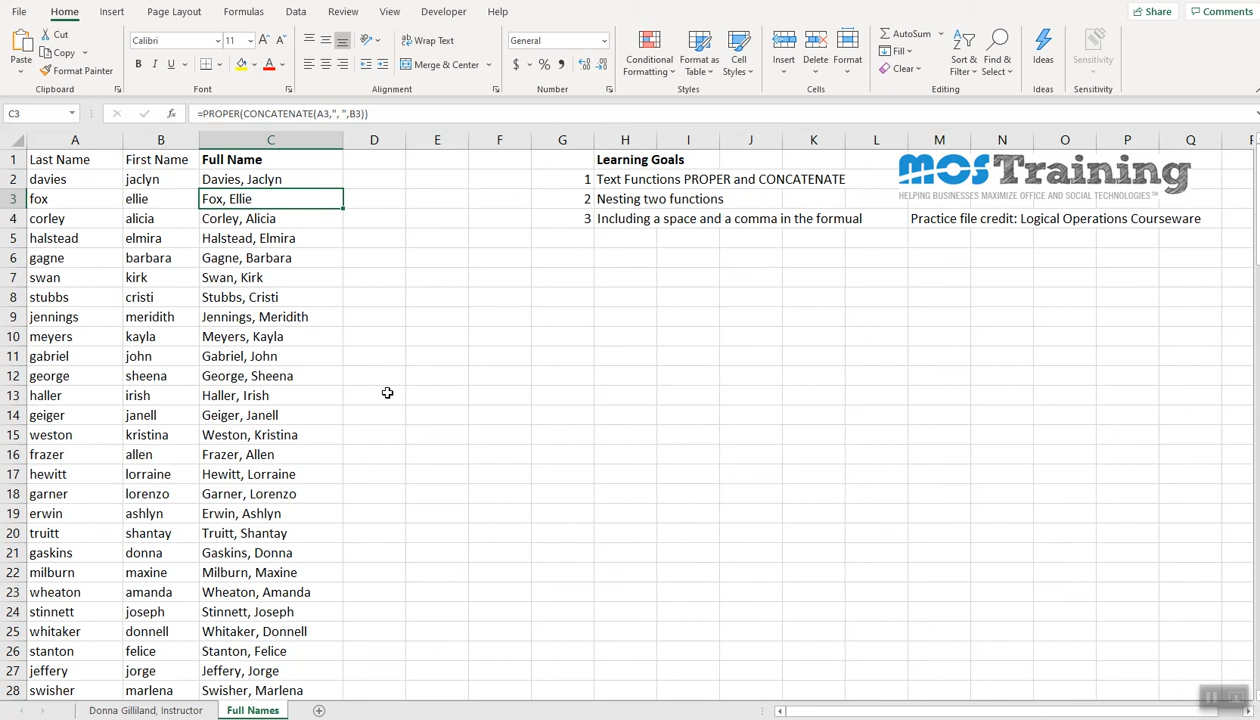 File Home Insert Page Layout Formulas Data Review View Developer Help Share Comments
Cut Calibri 11 Wrap Text General AutoSum
Copy Fill
Paste Format Painter Merge & Center $ % Conditional Formatting Format as Table Cell Styles Insert Delete Format Clear Sort & Filter Find & Select Ideas Sensitivity
B I U
Clipboard Font Alignment Number Styles Cells Editing Ideas Sensitivity
C3 fx =PROPER(CONCATENATE(A3,", ",B3))
A B C D E F G H I J K L M N O P Q
1 Last Name First Name Full Name Learning Goals
2 davies jaclyn Davies, Jaclyn 1 Text Functions PROPER and CONCATENATE
mos Training
HELPING BUSINESSES MAXIMIZE OFFICE AND SOCIAL TECHNOLOGIES™
3 fox ellie Fox, Ellie 2 Nesting two functions
4 corley alicia Corley, Alicia 3 Including a space and a comma in the formual Practice file credit: Logical Operations Courseware
5 halstead elmira Halstead, Elmira
6 gagne barbara Gagne, Barbara
7 swan kirk Swan, Kirk
8 stubbs cristi Stubbs, Cristi
9 jennings meridith Jennings, Meridith
10 meyers kayla Meyers, Kayla
11 gabriel john Gabriel, John
12 george sheena George, Sheena
13 haller irish Haller, Irish
14 geiger janell Geiger, Janell
15 weston kristina Weston, Kristina
16 frazer allen Frazer, Allen
17 hewitt lorraine Hewitt, Lorraine
18 garner lorenzo Garner, Lorenzo
19 erwin ashlyn Erwin, Ashlyn
20 truitt shantay Truitt, Shantay
21 gaskins donna Gaskins, Donna
22 milburn maxine Milburn, Maxine
23 wheaton amanda Wheaton, Amanda
24 stinnett joseph Stinnett, Joseph
25 whitaker donnell Whitaker, Donnell
26 stanton felice Stanton, Felice
27 jeffery jorge Jeffery, Jorge
28 swisher marlena Swisher, Marlena
Donna Gilliland, Instructor Full Names